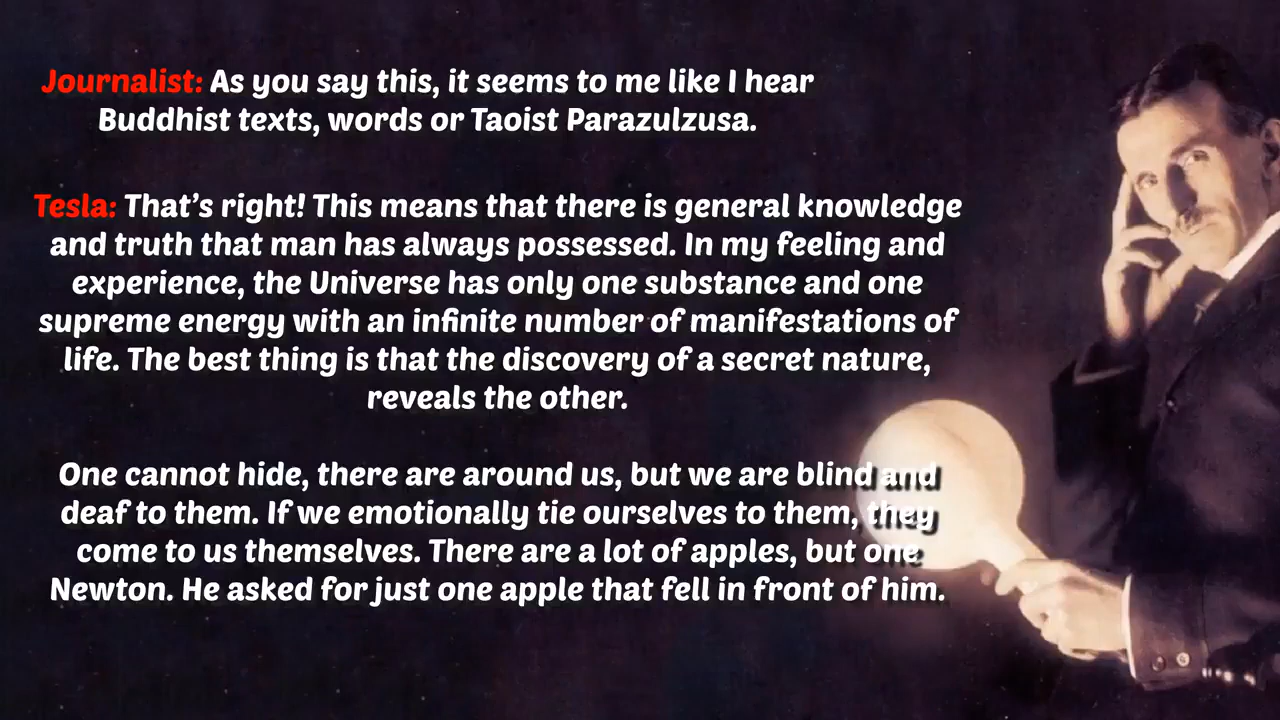 Journalist: As you say this, it seems to me like I hear
Buddhist texts, words or Taoist Parazulzusa.
Tesla: That's right! This means that there is general knowledge
and truth that man has always possessed. In my feeling and
experience, the Universe has only one substance and one
supreme energy with an infinite number of manifestations of
life. The best thing is that the discovery of a secret nature,
reveals the other.
One cannot hide, there are around us, but we are blind and
deaf to them. If we emotionally tie ourselves to them, they
come to us themselves. There are a lot of apples, but one
Newton. He asked for just one apple that fell in front of him.